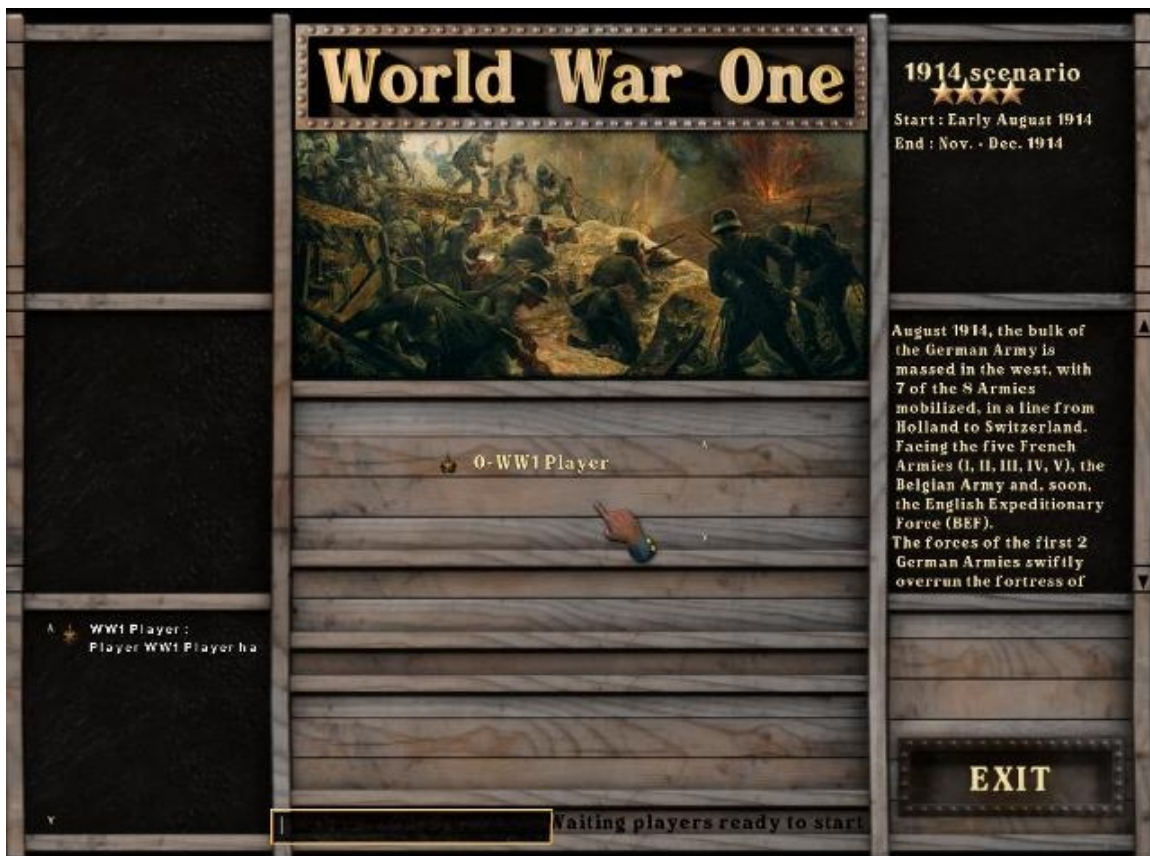 World War One
1914 scenario
Start : Early August 1914
End : Nov. - Dec. 1914
0-WW1 Player
August 1914, the bulk of
the German Army is
massed in the west, with
7 of the 8 Armies
mobilized, in a line from
Holland to Switzerland.
Facing the five French
Armies (I, II, III, IV, V), the
Belgian Army and, soon,
the English Expeditionary
Force (BEF).
The forces of the first 2
German Armies swiftly
overrun the fortress of
WW1 Player :
Player WW1 Player ha
Waiting players ready to start
EXIT